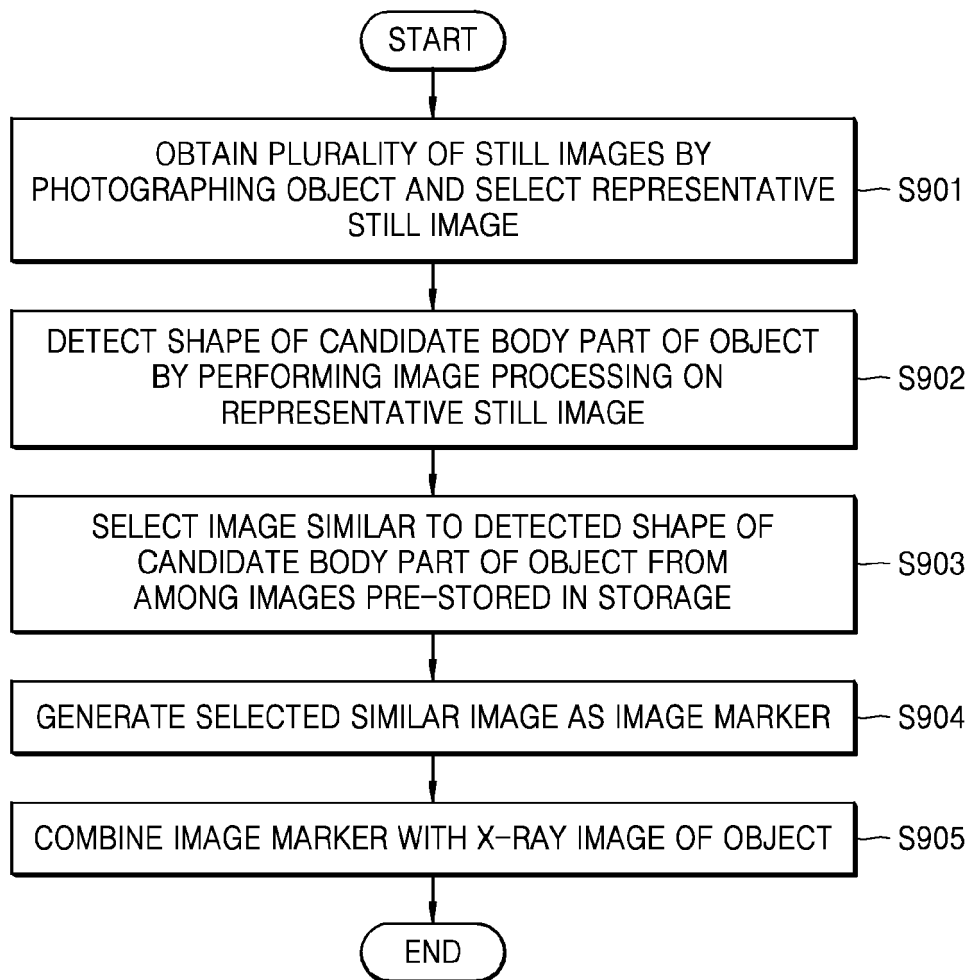 START
OBTAIN PLURALITY OF STILL IMAGES BY
PHOTOGRAPHING OBJECT AND SELECT REPRESENTATIVE
STILL IMAGE
S901
DETECT SHAPE OF CANDIDATE BODY PART OF OBJECT
BY PERFORMING IMAGE PROCESSING ON
REPRESENTATIVE STILL IMAGE
S902
SELECT IMAGE SIMILAR TO DETECTED SHAPE OF
CANDIDATE BODY PART OF OBJECT FROM
AMONG IMAGES PRE-STORED IN STORAGE
S903
GENERATE SELECTED SIMILAR IMAGE AS IMAGE MARKER
S904
COMBINE IMAGE MARKER WITH X-RAY IMAGE OF OBJECT
S905
END